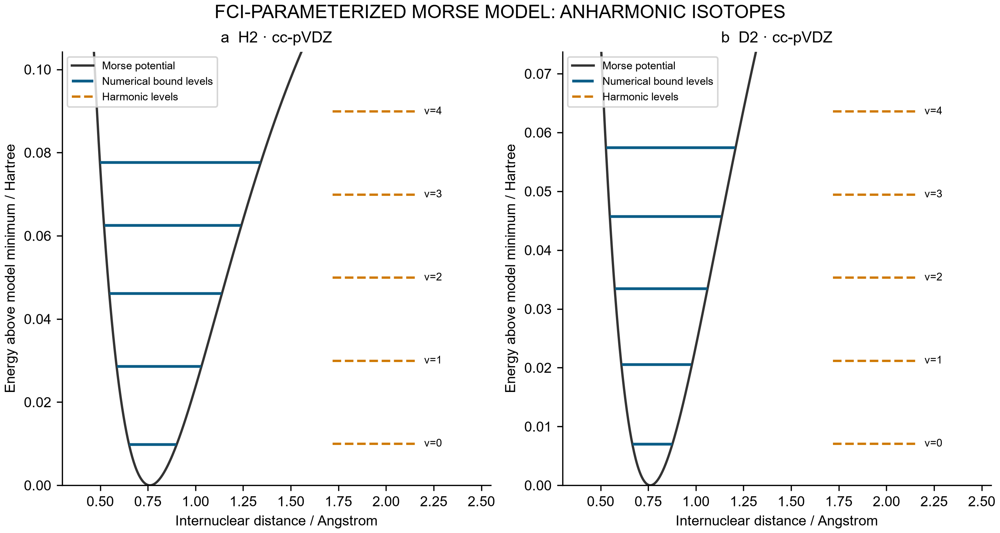 FCI-PARAMETERIZED MORSE MODEL: ANHARMONIC ISOTOPES
a H2 · cc-pVDZ
Morse potential
Numerical bound levels
Harmonic levels
Energy above model minimum / Hartree
0.10
0.08
0.06
0.04
0.02
0.00
v=4
v=3
v=2
v=1
v=0
0.50 0.75 1.00 1.25 1.50 1.75 2.00 2.25 2.50
Internuclear distance / Angstrom
b D2 · cc-pVDZ
Morse potential
Numerical bound levels
Harmonic levels
Energy above model minimum / Hartree
0.07
0.06
0.05
0.04
0.03
0.02
0.01
0.00
v=4
v=3
v=2
v=1
v=0
0.50 0.75 1.00 1.25 1.50 1.75 2.00 2.25 2.50
Internuclear distance / Angstrom